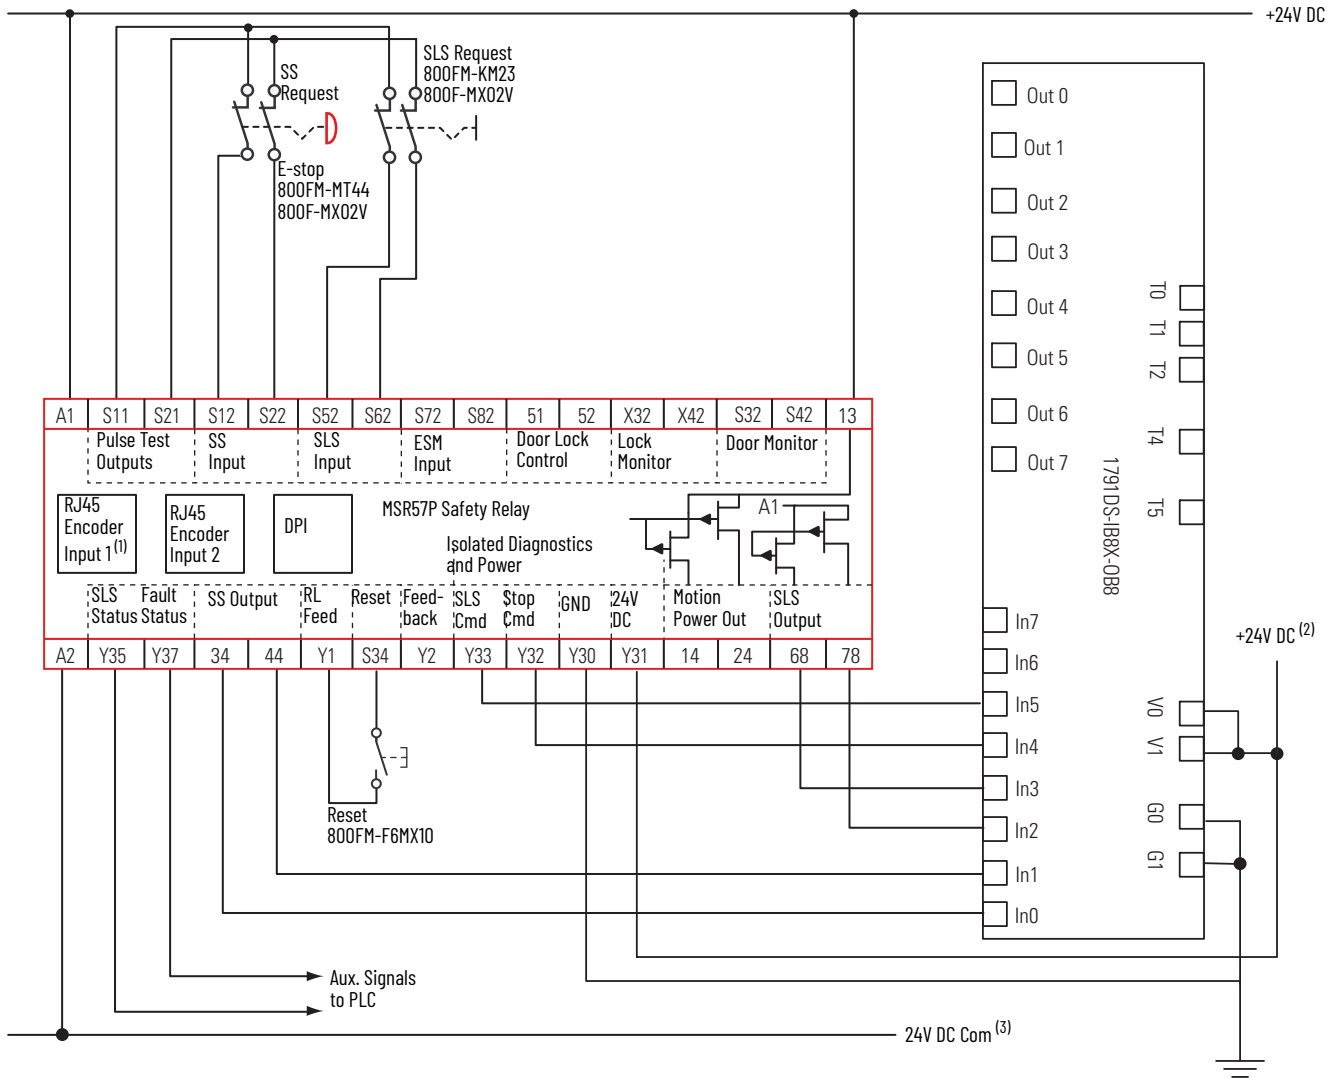 +24V DC
SLS Request
800FM-KM23
800F-MX02V
SS
Request
E-stop
800FM-MT44
800F-MX02V
Out 0
Out 1
Out 2
Out 3
Out 4
Out 5
Out 6
Out 7
T0
T1
T2
T4
T5
1791DS-IB8X-OB8
A1 S11 S21 S12 S22 S52 S62 S72 S82 51 52 X32 X42 S32 S42 13
Pulse Test
Outputs
SS
Input
SLS
Input
ESM
Input
Door Lock
Control
Lock
Monitor
Door Monitor
RJ45
Encoder
Input 1 (1)
RJ45
Encoder
Input 2
DPI
MSR57P Safety Relay
A1
Isolated Diagnostics
and Power
SLS
Status
Fault
Status
SS Output
RL
Feed
Reset
Feed-
back
SLS
Cmd
Stop
Cmd
GND
24V
DC
Motion
Power Out
SLS
Output
A2 Y35 Y37 34 44 Y1 S34 Y2 Y33 Y32 Y30 Y31 14 24 68 78
In7
In6
In5
In4
In3
In2
In1
In0
+24V DC (2)
V0
V1
G0
G1
Reset
800FM-F6MX10
Aux. Signals
to PLC
24V DC Com (3)